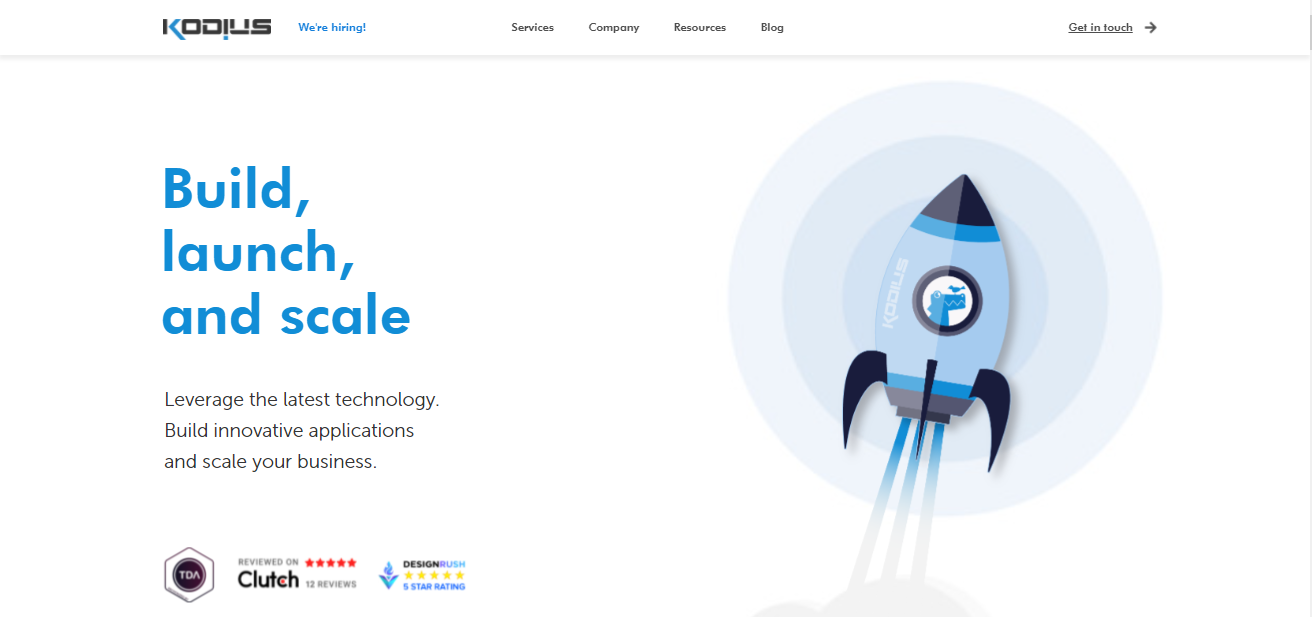 KODIUS
We're hiring!
Services
Company
Resources
Blog
Get in touch
Build,
launch,
and scale
KODIUS
Leverage the latest technology.
Build innovative applications
and scale your business.
TDA
REVIEWED ON
Clutch
12 REVIEWS
DESIGNRUSH
5 STAR RATING